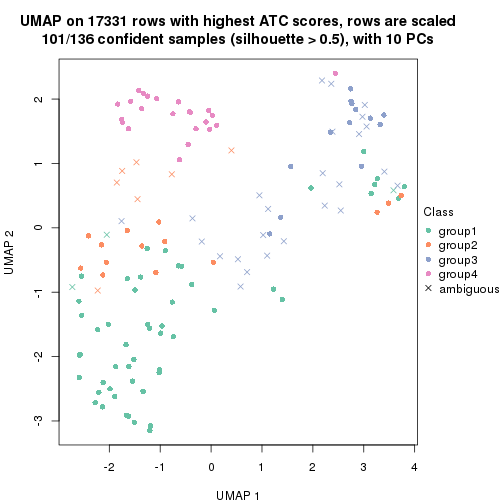 UMAP on 17331 rows with highest ATC scores, rows are scaled
101/136 confident samples (silhouette > 0.5), with 10 PCs
2
1
0
-1
-2
-3
UMAP 2
-2
-1
0
1
2
3
4
UMAP 1
Class
group1
group2
group3
group4
ambiguous